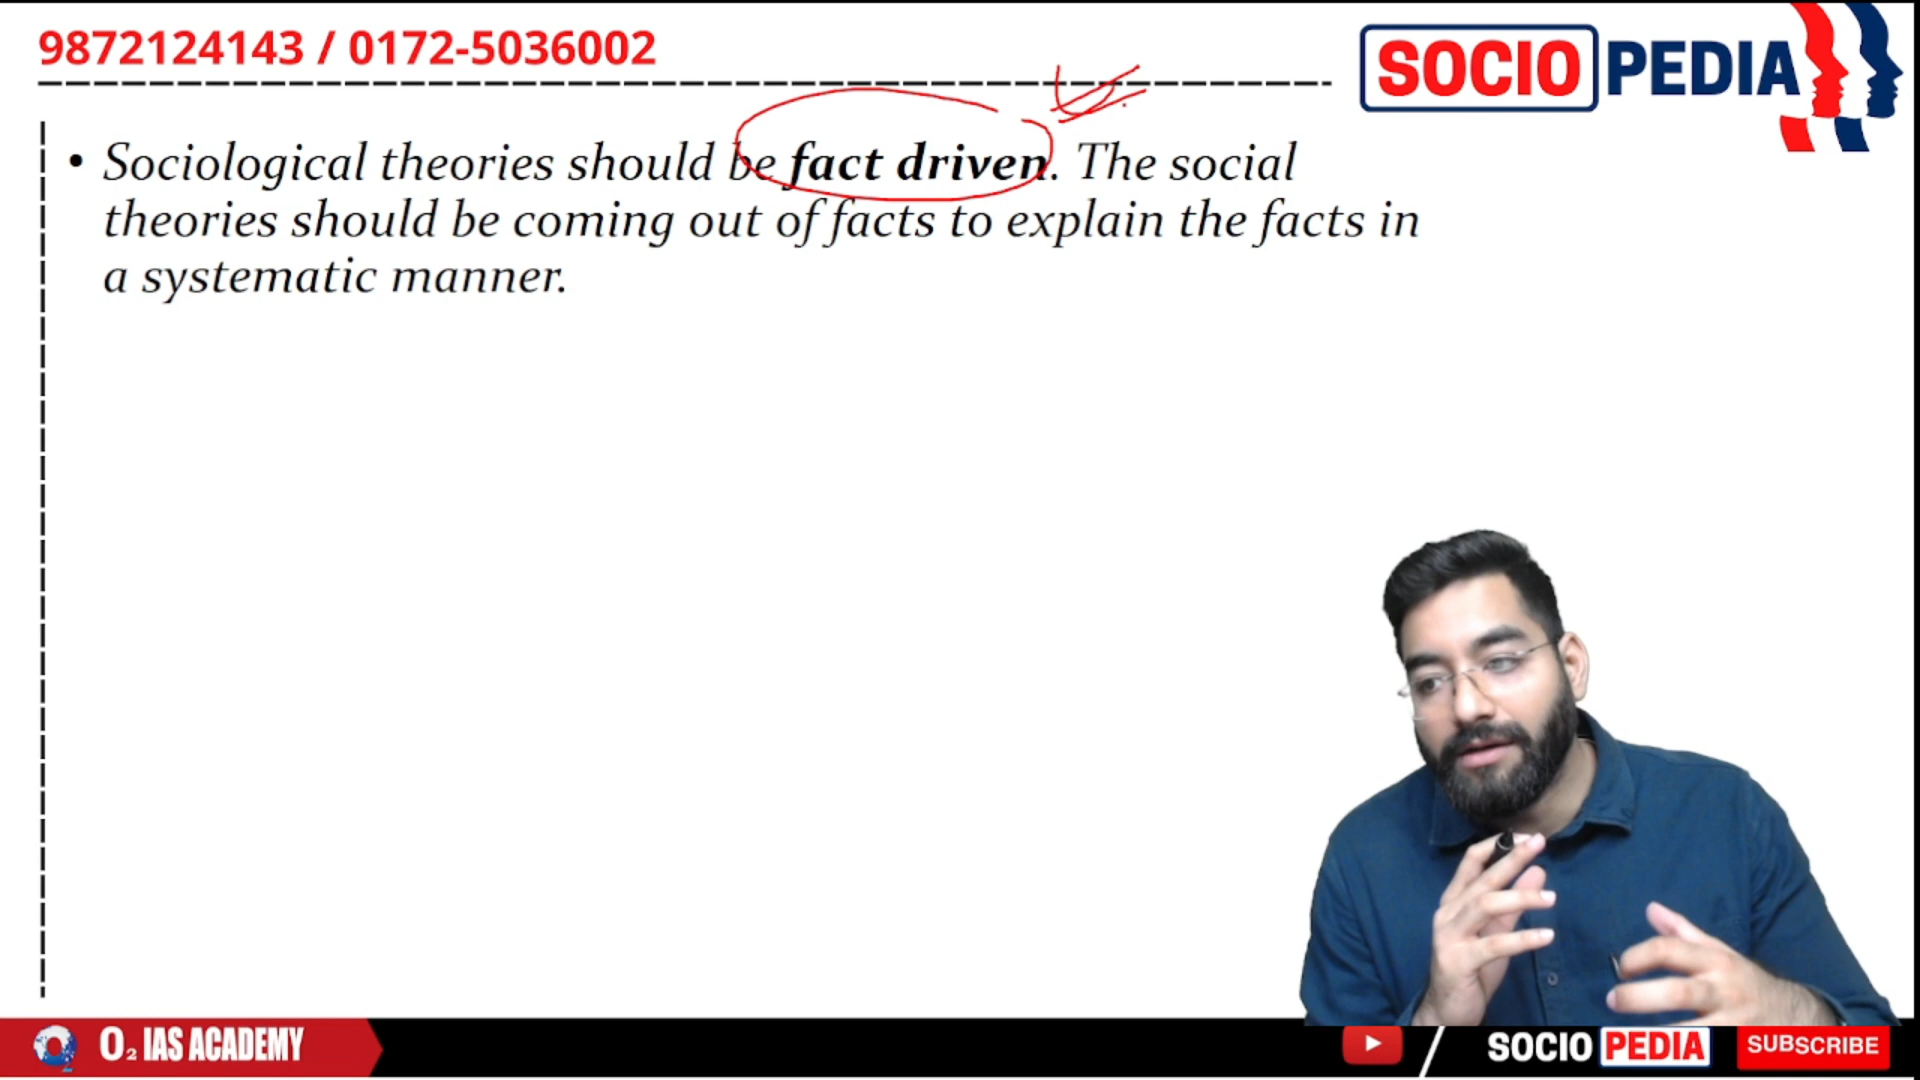 9872124143 / 0172-5036002
SOCIO PEDIA
• Sociological theories should be fact driven. The social
theories should be coming out of facts to explain the facts in
a systematic manner.
O₂ IAS ACADEMY
SOCIO PEDIA
SUBSCRIBE